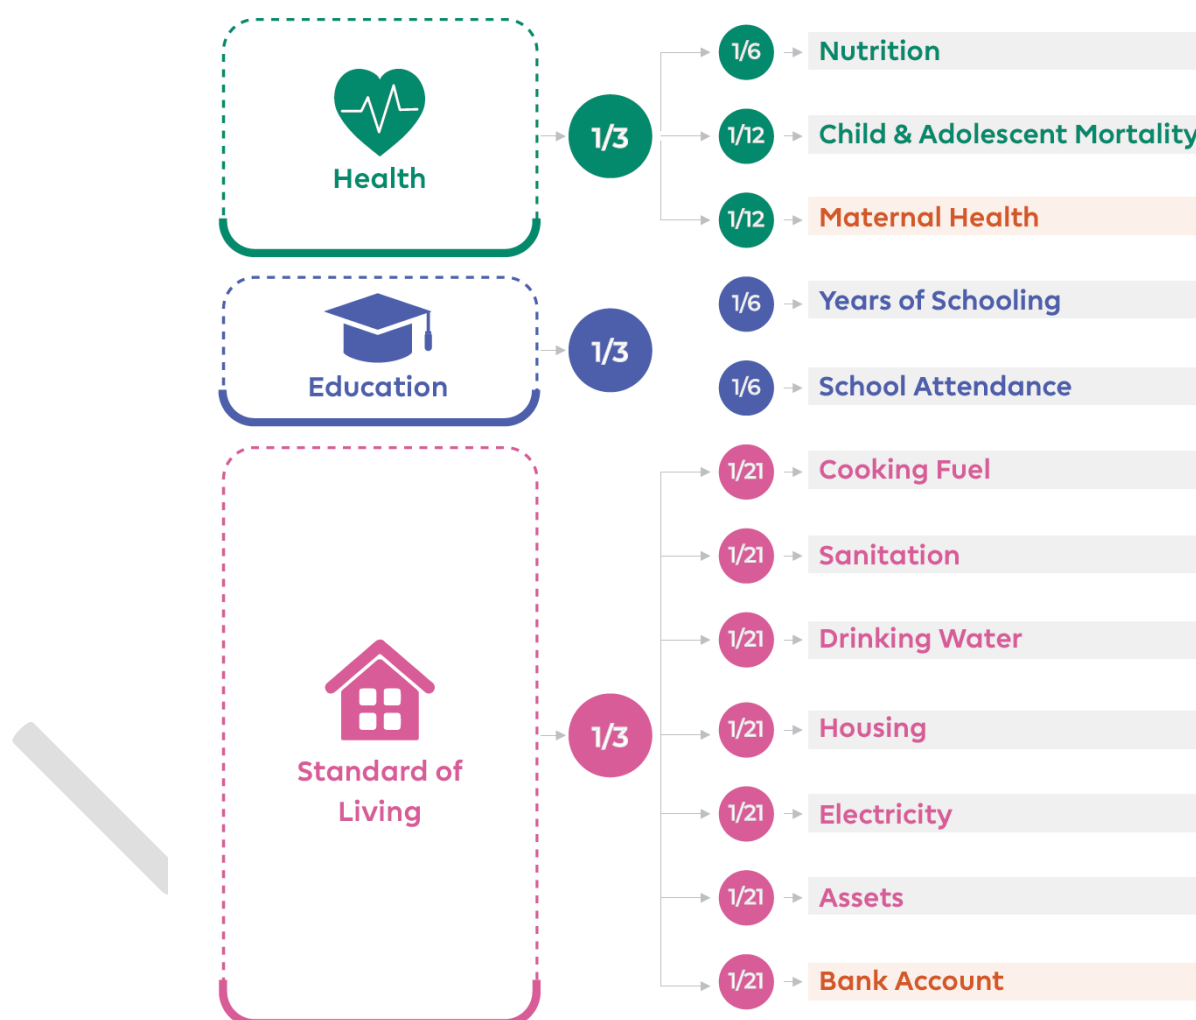 Health
1/3
1/6
Nutrition
1/12
Child & Adolescent Mortality
1/12
Maternal Health
Education
1/3
1/6
Years of Schooling
1/6
School Attendance
Standard of
Living
1/3
1/21
Cooking Fuel
1/21
Sanitation
1/21
Drinking Water
1/21
Housing
1/21
Electricity
1/21
Assets
1/21
Bank Account